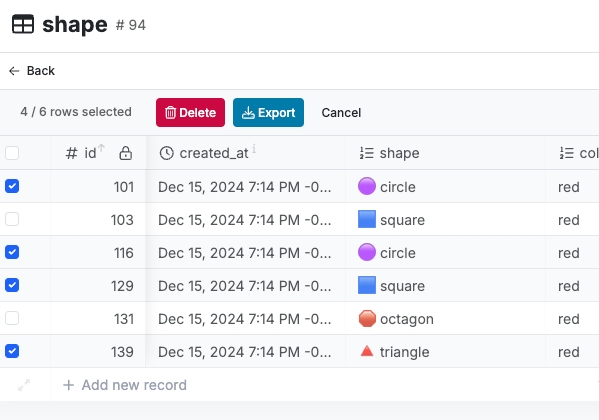 shape # 94
Back
4 / 6 rows selected Delete Export Cancel
# id created_at shape col
101 Dec 15, 2024 7:14 PM -0... circle red
103 Dec 15, 2024 7:14 PM -0... square red
116 Dec 15, 2024 7:14 PM -0... circle red
129 Dec 15, 2024 7:14 PM -0... square red
131 Dec 15, 2024 7:14 PM -0... octagon red
139 Dec 15, 2024 7:14 PM -0... triangle red
+ Add new record